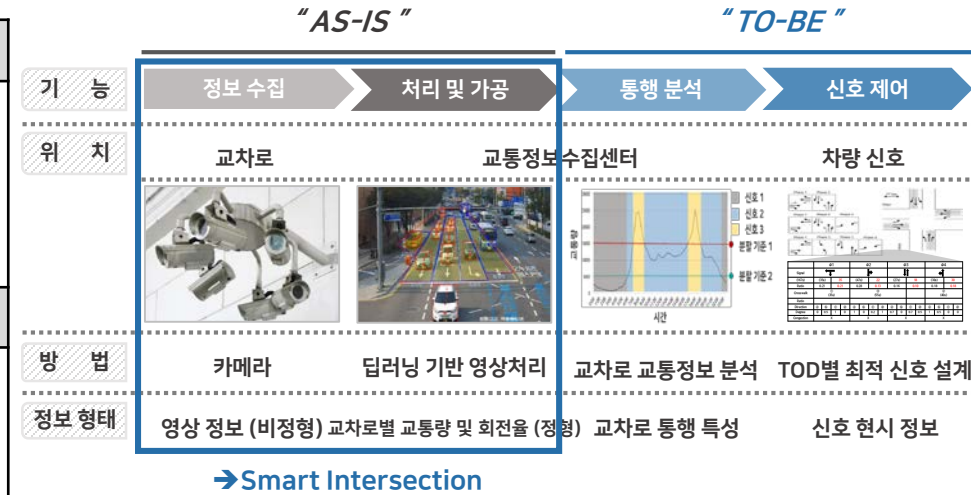 “ AS-IS ”
“ TO-BE ”
기 능
정보 수집
처리 및 가공
통행 분석
신호 제어
위 치
교차로
교통정보수집센터
차량 신호
교통량
신호 1
신호 2
신호 3
분할 기준 1
분할 기준 2
시간
방 법
카메라
딥러닝 기반 영상처리
교차로 교통정보 분석
TOD별 최적 신호 설계
정보 형태
영상 정보 (비정형)
교차로별 교통량 및 회전율 (정형)
교차로 통행 특성
신호 현시 정보
➔Smart Intersection